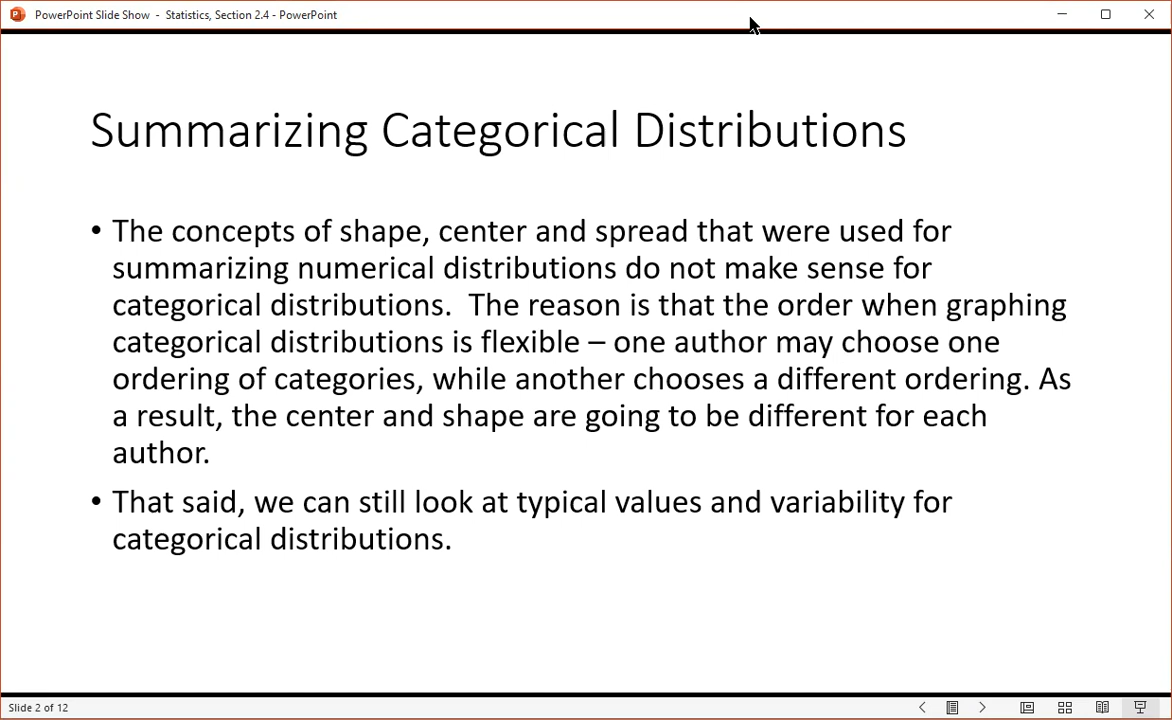 PowerPoint Slide Show - Statistics, Section 2.4 - PowerPoint
Summarizing Categorical Distributions
• The concepts of shape, center and spread that were used for
summarizing numerical distributions do not make sense for
categorical distributions.  The reason is that the order when graphing
categorical distributions is flexible – one author may choose one
ordering of categories, while another chooses a different ordering. As
a result, the center and shape are going to be different for each
author.
• That said, we can still look at typical values and variability for
categorical distributions.
Slide 2 of 12